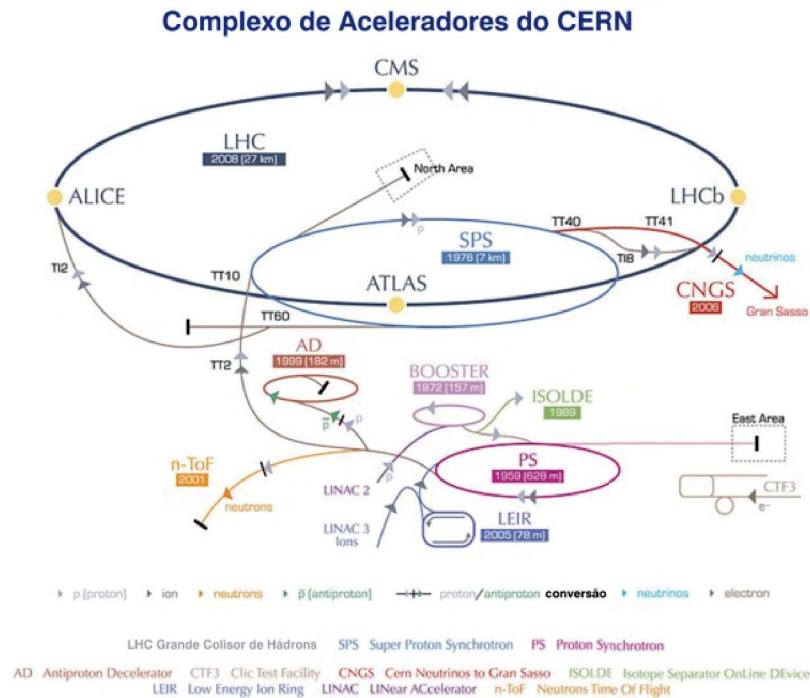 Complexo de Aceleradores do CERN
CMS
LHC
2008 (27 km)
North Area
ALICE
LHCb
TT40
TT41
SPS
1976 (7 km)
p
TI8
neutrinos
TI2
TT10
ATLAS
CNGS
2006
Gran Sasso
TT60
AD
1999 (182 m)
TT2
BOOSTER
1972 (157 m)
ISOLDE
1989
East Area
p̅
p
n-ToF
2001
p
PS
1959 (628 m)
LINAC 2
neutrons
CTF3
e-
LINAC 3
Ions
LEIR
2005 (78 m)
p (proton) ion neutrons p̅ (antiproton) proton/antiproton conversão neutrinos electron
LHC Grande Colisor de Hádrons SPS Super Proton Synchrotron PS Proton Synchrotron
AD Antiproton Decelerator CTF3 Clic Test Facility CNGS Cern Neutrinos to Gran Sasso ISOLDE Isotope Separator OnLine DEvice
LEIR Low Energy Ion Ring LINAC LINear ACcelerator n-ToF Neutrons Time Of Flight